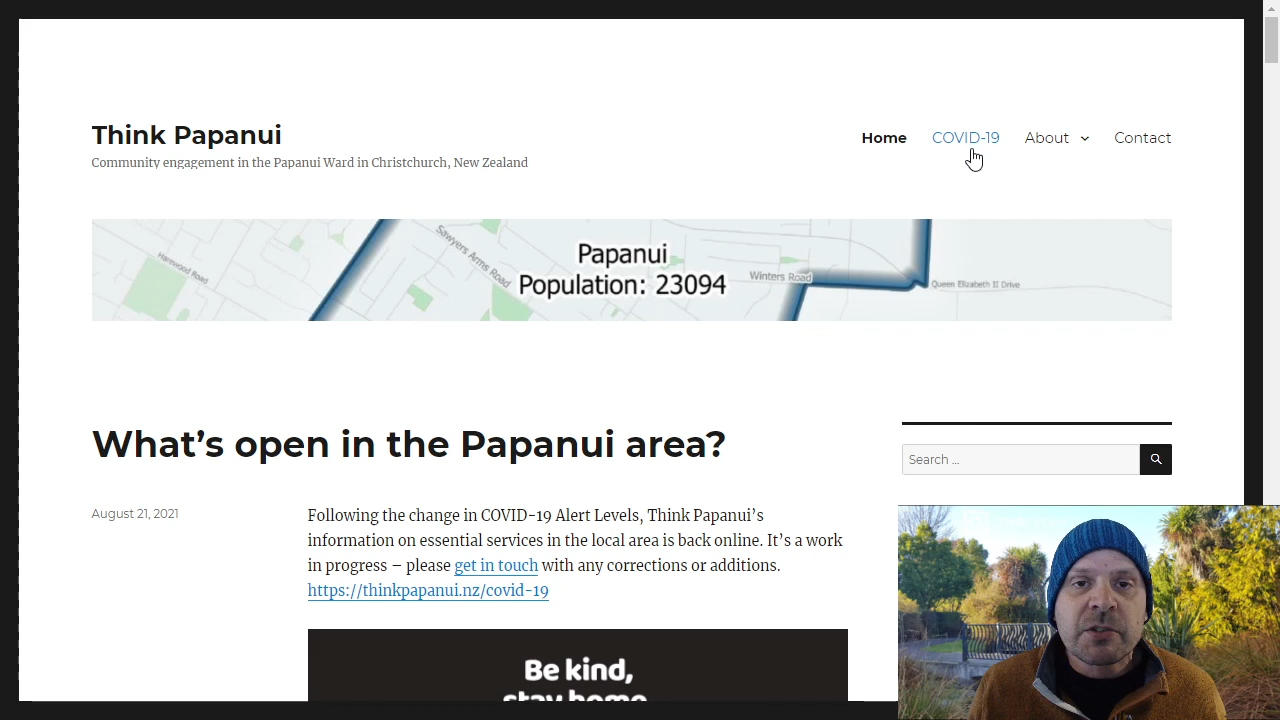 Think Papanui
Community engagement in the Papanui Ward in Christchurch, New Zealand
Home COVID-19 About Contact
Harewood Road
Sawyers Arms Road
Papanui
Population: 23094
Winters Road
Queen Elizabeth II Drive
What’s open in the Papanui area?
Search …
August 21, 2021
Following the change in COVID-19 Alert Levels, Think Papanui’s
information on essential services in the local area is back online. It’s a work
in progress – please get in touch with any corrections or additions.
https://thinkpapanui.nz/covid-19
Be kind,
stay home